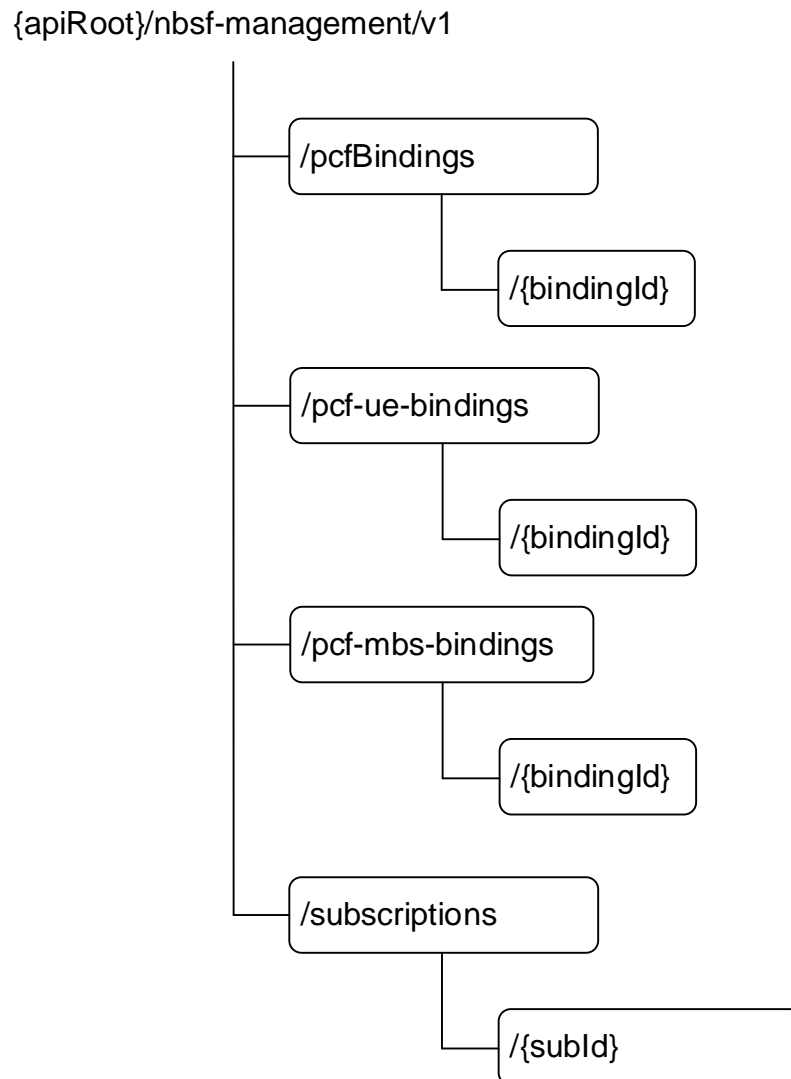 {apiRoot}/nbsf-management/v1
/pcfBindings
/{bindingId}
/pcf-ue-bindings
/{bindingId}
/pcf-mbs-bindings
/{bindingId}
/subscriptions
/{subId}